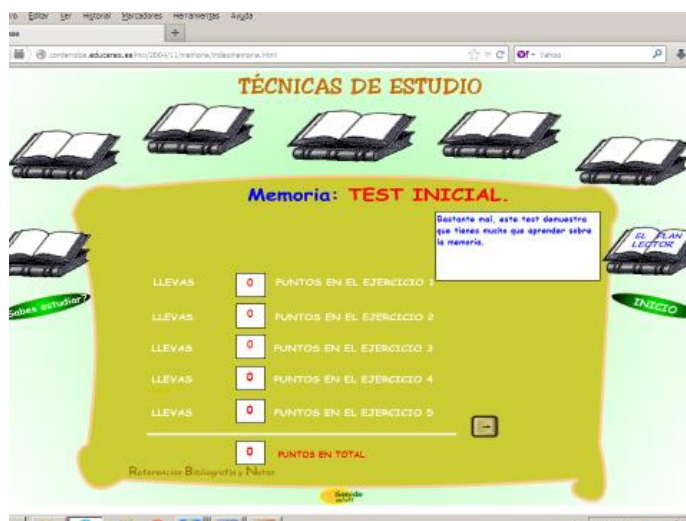 Editar Ver Historial Marcadores Herramientas Ayuda
Yahoo
TÉCNICAS DE ESTUDIO
Memoria: TEST INICIAL.
Bastante mal, este test demuestra
que tienes mucho que aprender sobre
la memoria.
EL PLAN
LECTOR
Sabes estudiar?
INICIO
LLEVAS 0 PUNTOS EN EL EJERCICIO 1
LLEVAS 0 PUNTOS EN EL EJERCICIO 2
LLEVAS 0 PUNTOS EN EL EJERCICIO 3
LLEVAS 0 PUNTOS EN EL EJERCICIO 4
LLEVAS 0 PUNTOS EN EL EJERCICIO 5
0 PUNTOS EN TOTAL
Referencias Bibliografía y Notas
Sonido